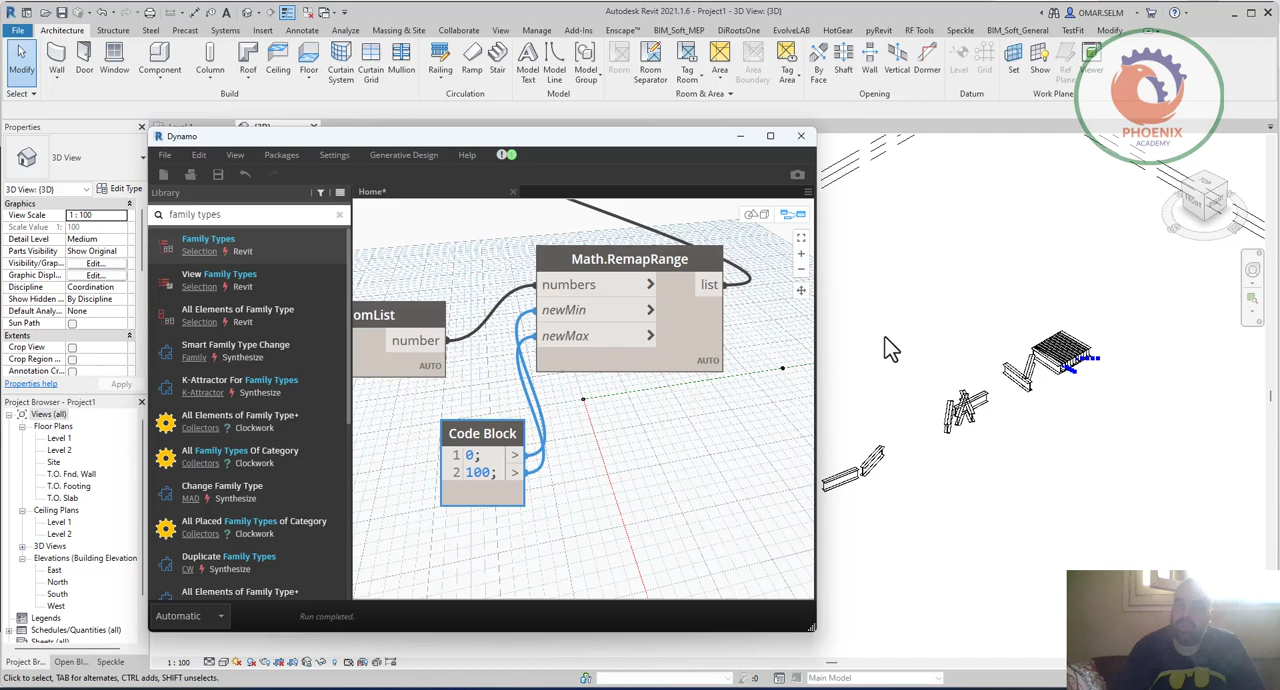 Autodesk Revit 2021.1.6 - Project1 - 3D View: {3D}
OMAR.SELM
File Architecture Structure Steel Precast Systems Insert Annotate Analyze Massing & Site Collaborate View Manage Add-Ins Enscape™ BIM_Soft_MEP DiRootsOne EvolveLAB HotGear pyRevit RF Tools Speckle BIM_Soft_General TestFit Modify
Modify Wall Door Window Component Column Roof Ceiling Floor Curtain System Curtain Grid Mullion Railing Ramp Stair Model Text Model Line Model Group Room Room Separator Tag Room Area Area Boundary Tag Area By Face Shaft Wall Vertical Dormer Level Grid Set Show Ref Plane Viewer
Select Build Circulation Model Room & Area Opening Datum Work Plane
PHOENIX
ACADEMY
Properties
3D View
3D View: {3D} Edit Type
Graphics
View Scale 1 : 100
Scale Value 1: 100
Detail Level Medium
Parts Visibility Show Original
Visibility/Grap... Edit...
Graphic Displ... Edit...
Discipline Coordination
Show Hidden ... By Discipline
Default Analy... None
Sun Path
Extents
Crop View
Crop Region ...
Annotation Cr...
Properties help Apply
Project Browser - Project1
Views (all)
Floor Plans
Level 1
Level 2
Site
T.O. Fnd. Wall
T.O. Footing
T.O. Slab
Ceiling Plans
Level 1
Level 2
3D Views
Elevations (Building Elevation
East
North
South
West
Legends
Schedules/Quantities (all)
Sheets (all)
Project Br... Open Bl... Speckle
Dynamo
File Edit View Packages Settings Generative Design Help
Library
Home*
family types
Family Types
Selection Revit
View Family Types
Selection Revit
All Elements of Family Type
Selection Revit
Smart Family Type Change
Family Synthesize
K-Attractor For Family Types
K-Attractor Synthesize
All Elements of Family Type+
Collectors ? Clockwork
All Family Types Of Category
Collectors ? Clockwork
Change Family Type
MAD Synthesize
All Placed Family Types of Category
Collectors ? Clockwork
Duplicate Family Types
CW Synthesize
All Elements of Family Type+
Automatic
Run completed.
omList
number
AUTO
Math.RemapRange
numbers > list
newMin >
newMax >
AUTO
Code Block
1 0; >
2 100; >
1 : 100
Click to select, TAB for alternates, CTRL adds, SHIFT unselects.
:0
Main Model